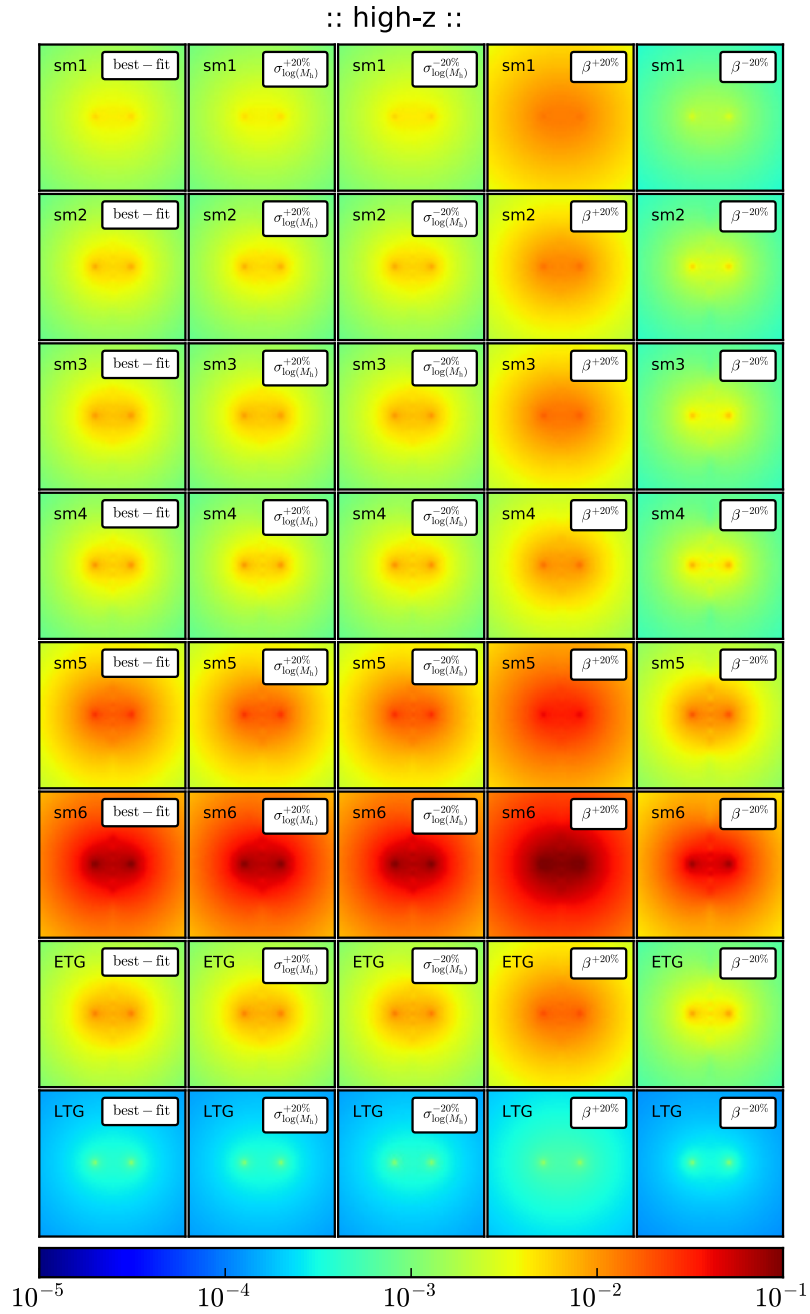 :: high-z ::
sm1 best − fit sm1 σ^{+20%}_{log(M_h)} sm1 σ^{−20%}_{log(M_h)} sm1 β^{+20%} sm1 β^{−20%}
sm2 best − fit sm2 σ^{+20%}_{log(M_h)} sm2 σ^{−20%}_{log(M_h)} sm2 β^{+20%} sm2 β^{−20%}
sm3 best − fit sm3 σ^{+20%}_{log(M_h)} sm3 σ^{−20%}_{log(M_h)} sm3 β^{+20%} sm3 β^{−20%}
sm4 best − fit sm4 σ^{+20%}_{log(M_h)} sm4 σ^{−20%}_{log(M_h)} sm4 β^{+20%} sm4 β^{−20%}
sm5 best − fit sm5 σ^{+20%}_{log(M_h)} sm5 σ^{−20%}_{log(M_h)} sm5 β^{+20%} sm5 β^{−20%}
sm6 best − fit sm6 σ^{+20%}_{log(M_h)} sm6 σ^{−20%}_{log(M_h)} sm6 β^{+20%} sm6 β^{−20%}
ETG best − fit ETG σ^{+20%}_{log(M_h)} ETG σ^{−20%}_{log(M_h)} ETG β^{+20%} ETG β^{−20%}
LTG best − fit LTG σ^{+20%}_{log(M_h)} LTG σ^{−20%}_{log(M_h)} LTG β^{+20%} LTG β^{−20%}
10^{−5} 10^{−4} 10^{−3} 10^{−2} 10^{−1}